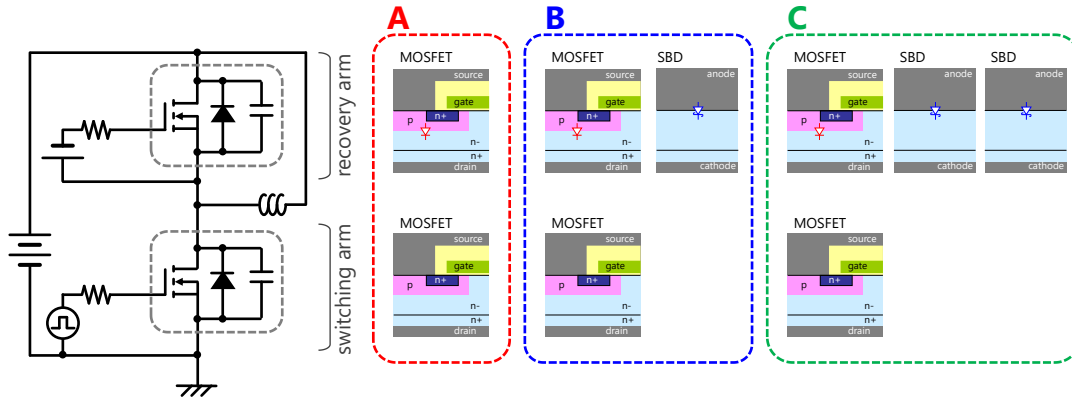 A
B
C
recovery arm
switching arm
MOSFET
source
gate
n+
p
n-
n+
drain
MOSFET
source
gate
n+
p
n-
n+
drain
MOSFET
source
gate
n+
p
n-
n+
drain
SBD
anode
cathode
MOSFET
source
gate
n+
p
n-
n+
drain
MOSFET
source
gate
n+
p
n-
n+
drain
SBD
anode
cathode
SBD
anode
cathode
MOSFET
source
gate
n+
p
n-
n+
drain